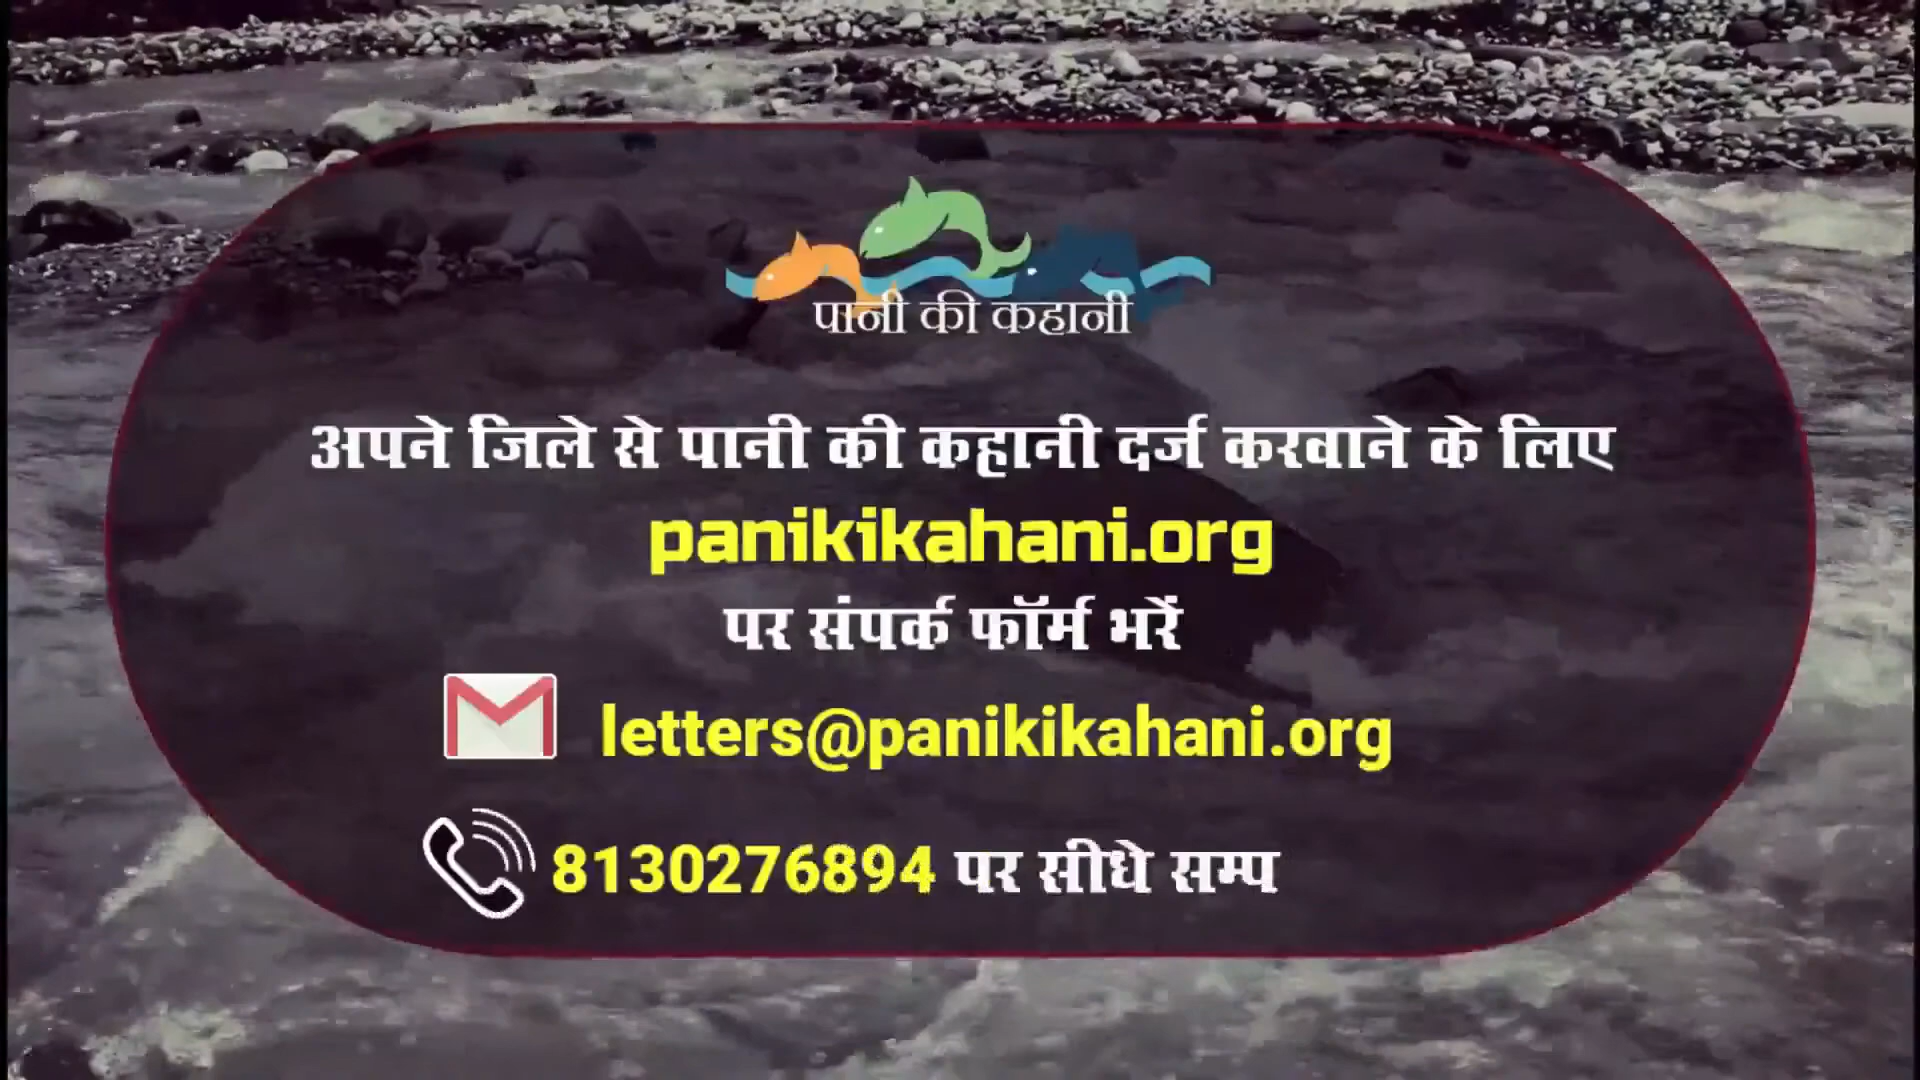 पानी की कहानी
अपने जिले से पानी की कहानी दर्ज करवाने के लिए
panikikahani.org
पर संपर्क फॉर्म भरें
letters@panikikahani.org
8130276894 पर सीधे सम्प